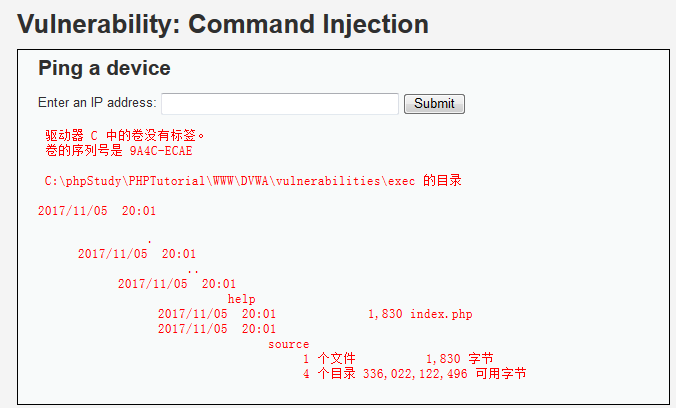 Vulnerability: Command Injection
Ping a device
Enter an IP address: Submit
驱动器 C 中的卷没有标签。
卷的序列号是 9A4C-ECAE
C:\phpStudy\PHPTutorial\WWW\DVWA\vulnerabilities\exec 的目录
2017/11/05 20:01
.
2017/11/05 20:01
..
2017/11/05 20:01
help
2017/11/05 20:01 1,830 index.php
2017/11/05 20:01
source
1 个文件 1,830 字节
4 个目录 336,022,122,496 可用字节